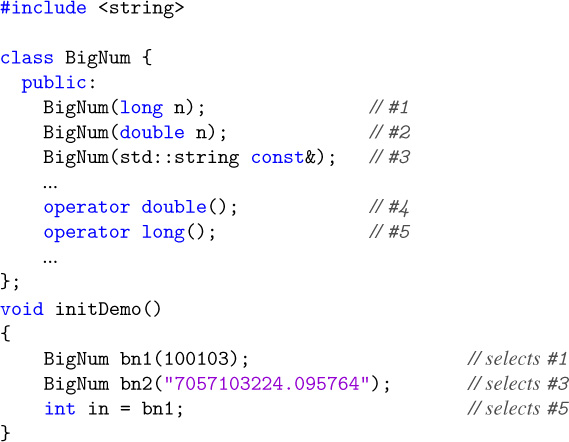 #include <string>
class BigNum {
public:
BigNum(long n); // #1
BigNum(double n); // #2
BigNum(std::string const&); // #3
...
operator double(); // #4
operator long(); // #5
...
};
void initDemo()
{
BigNum bn1(100103); // selects #1
BigNum bn2("7057103224.095764"); // selects #3
int in = bn1; // selects #5
}